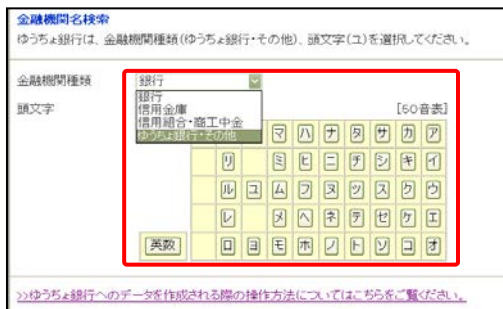 金融機関名検索
ゆうちょ銀行は、金融機関種類(ゆうちょ銀行・その他)、頭文字(ユ)を選択してください。
金融機関種類 銀行
銀行
信用金庫
信用組合・商工中金
ゆうちょ銀行・その他
頭文字 [50音表]
マ ハ ナ タ サ カ ア
リ ミ ヒ ニ チ シ キ イ
ル ユ ム フ ヌ ツ ス ク ウ
レ メ ヘ ネ テ セ ケ エ
英数 ロ ヨ モ ホ ノ ト ソ コ オ
>>ゆうちょ銀行へのデータを作成される際の操作方法についてはこちらをご覧ください。